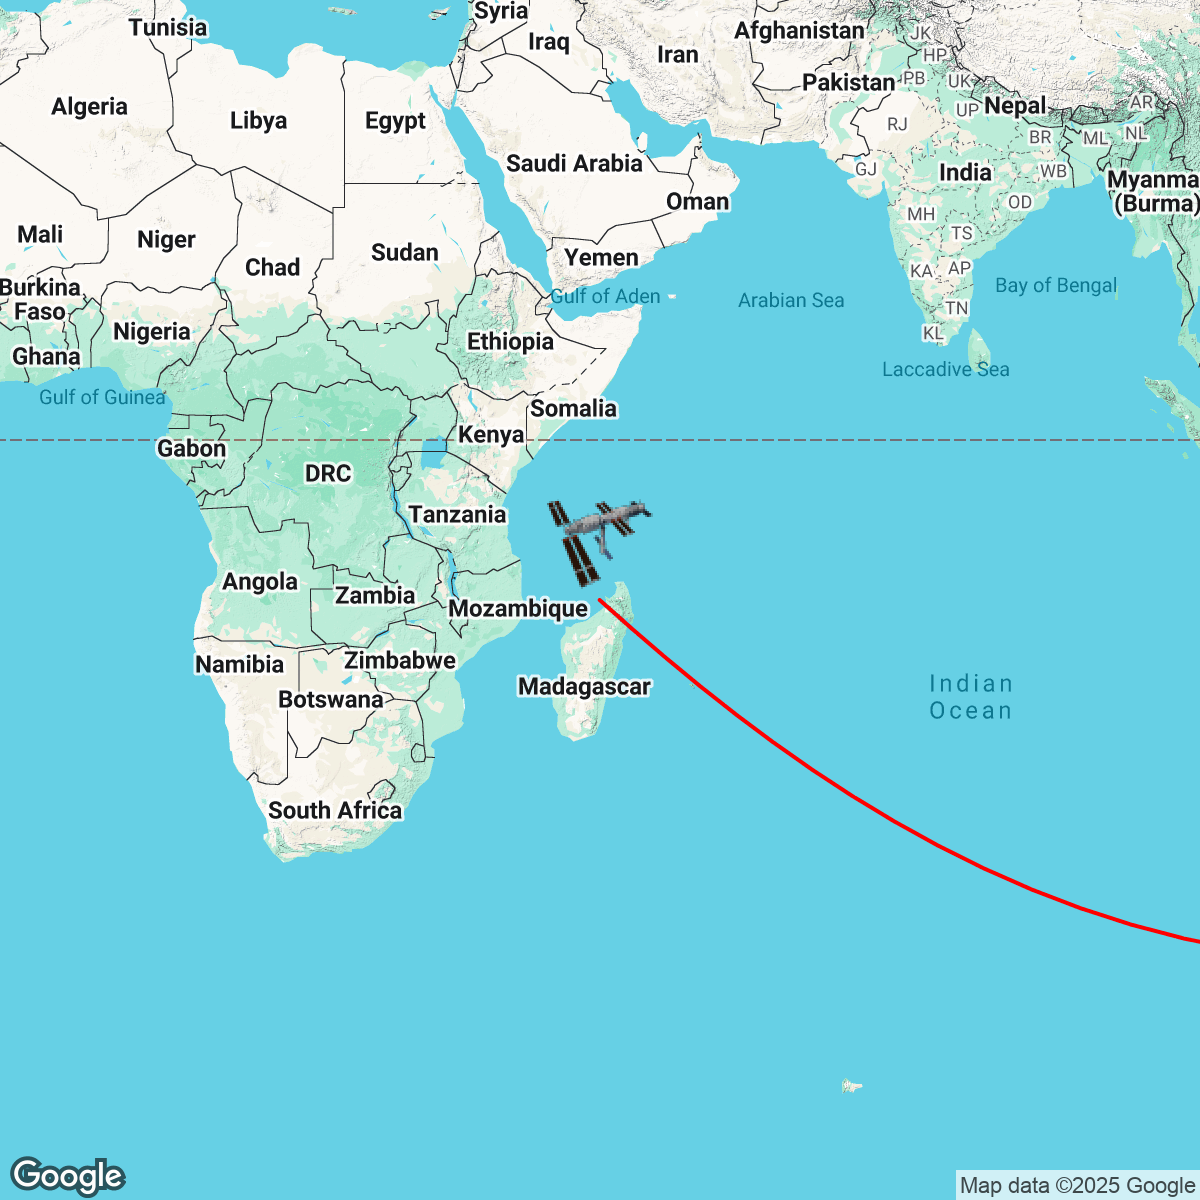 Syria
Tunisia
Afghanistan
Iraq
Iran
JK
HP
Pakistan
PB
UK
Algeria
Libya
Egypt
UP
Nepal
AR
RJ
BR
ML
NL
Saudi Arabia
GJ
India
WB
Myanma
(Burma)
Oman
OD
MH
Mali
Niger
TS
Sudan
Yemen
Chad
KA
AP
Burkina
Faso
Gulf of Aden
Arabian Sea
Bay of Bengal
TN
Nigeria
KL
Ethiopia
Ghana
Laccadive Sea
Gulf of Guinea
Somalia
Kenya
Gabon
DRC
Tanzania
Angola
Zambia
Mozambique
Namibia
Zimbabwe
Madagascar
Indian
Ocean
Botswana
South Africa
Google
Map data ©2025 Google